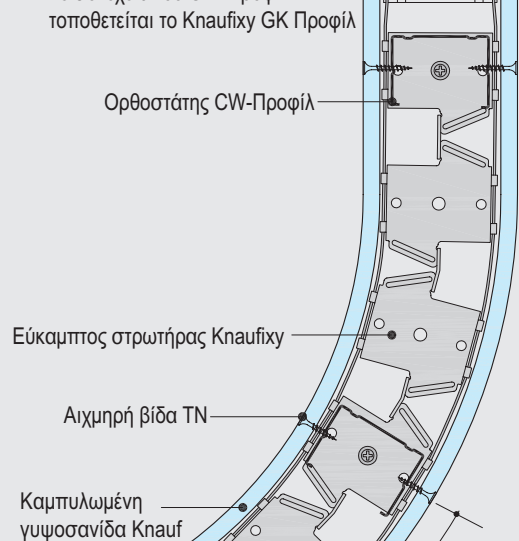 τοποθετείται το Knaufixy GK Προφίλ
Ορθοστάτης CW-Προφίλ
Εύκαμπτος στρωτήρας Knaufixy
Αιχμηρή βίδα TN
Καμπυλωμένη
γυψοσανίδα Knauf